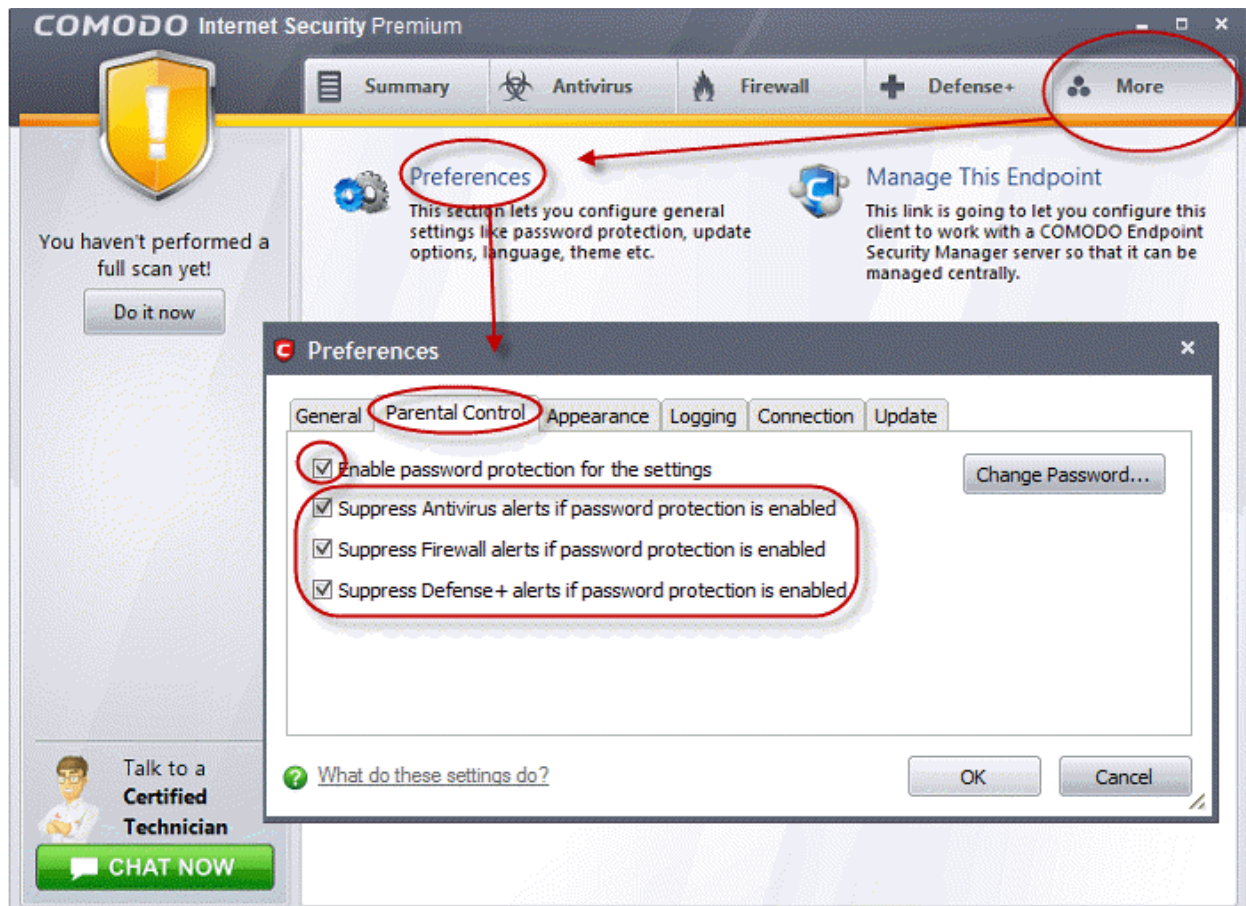 COMODO Internet Security Premium
Summary
Antivirus
Firewall
Defense+
More
You haven't performed a
full scan yet!
Do it now
Preferences
This section lets you configure general
settings like password protection, update
options, language, theme etc.
Manage This Endpoint
This link is going to let you configure this
client to work with a COMODO Endpoint
Security Manager server so that it can be
managed centrally.
Preferences
General
Parental Control
Appearance
Logging
Connection
Update
Enable password protection for the settings
Change Password...
Suppress Antivirus alerts if password protection is enabled
Suppress Firewall alerts if password protection is enabled
Suppress Defense+ alerts if password protection is enabled
What do these settings do?
OK
Cancel
Talk to a
Certified
Technician
CHAT NOW